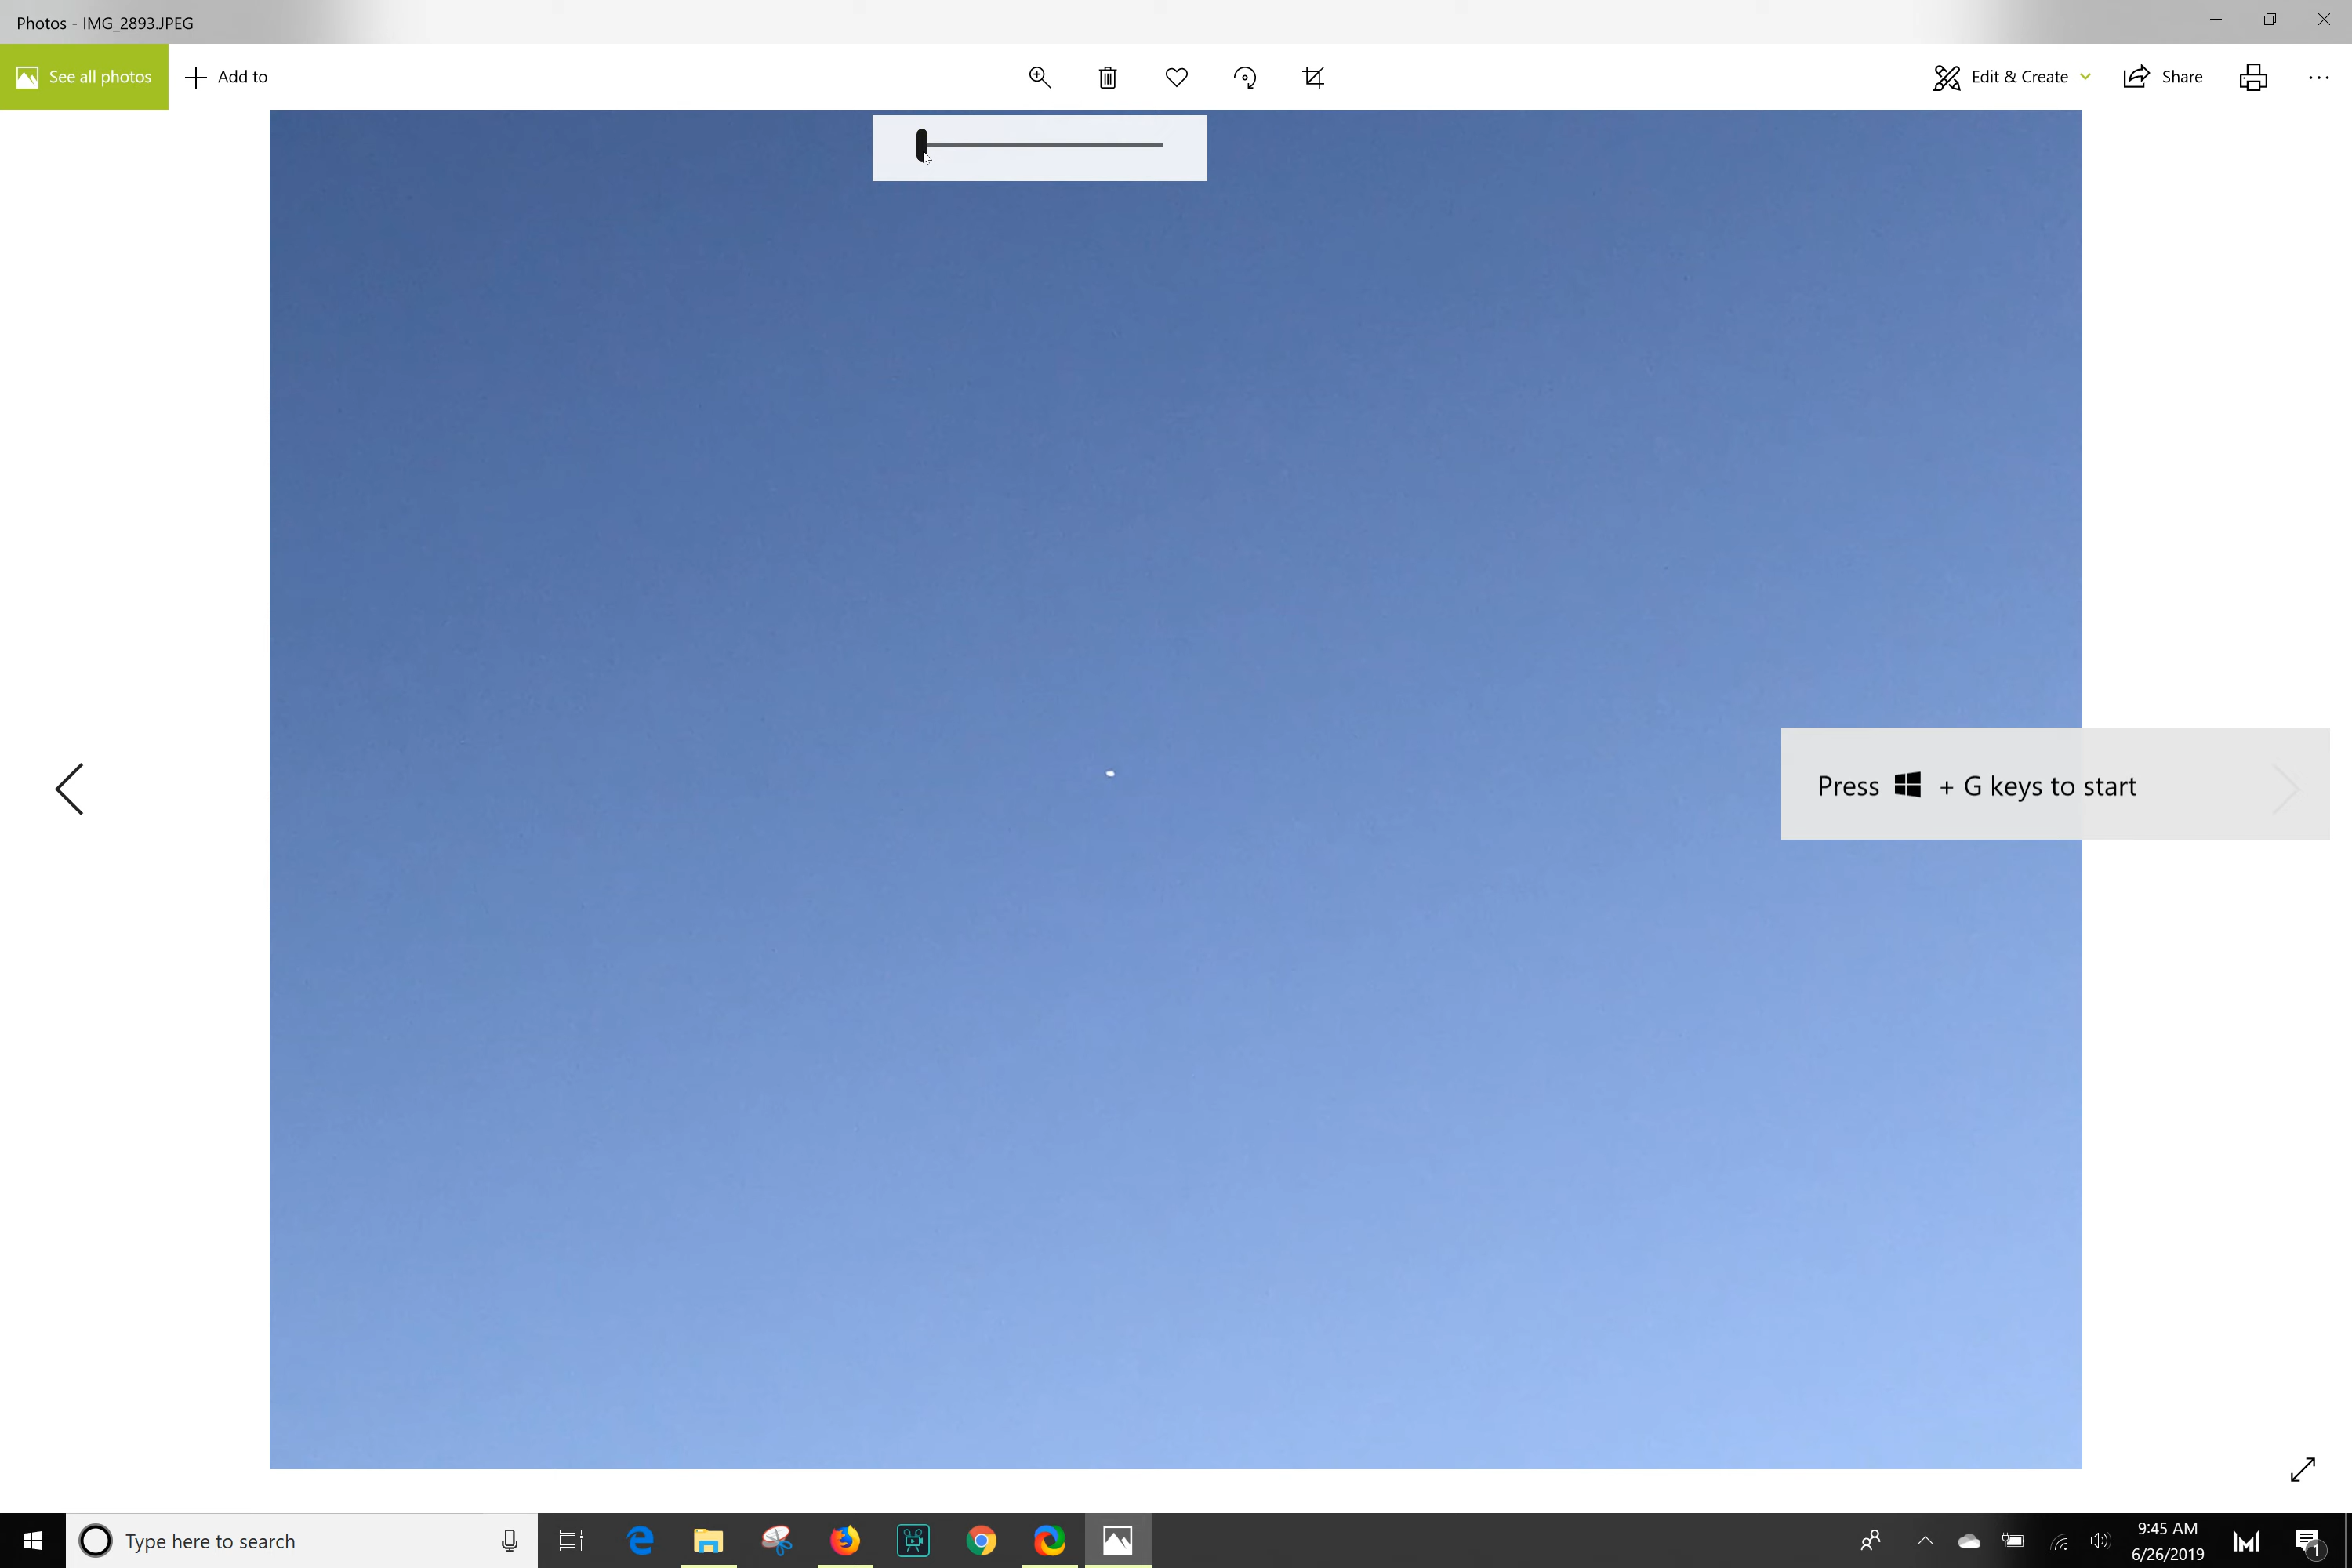 Photos - IMG_2893.JPEG
See all photos
Add to
Edit & Create
Share
Press + G keys to start
Type here to search
9:45 AM
6/26/2019
1